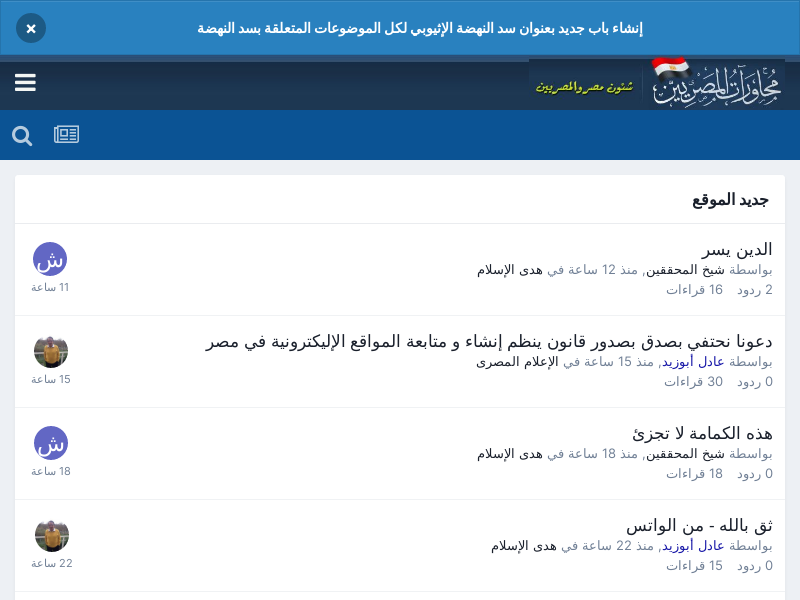 إنشاء باب جديد بعنوان سد النهضة الإثيوبي لكل الموضوعات المتعلقة بسد النهضة
×
محاورات المصريين
شئون مصر والمصريين
جديد الموقع
الدين يسر
بواسطة شيخ المحققين, منذ 12 ساعة في هدى الإسلام
2 ردود 16 قراءات
ش
11 ساعة
دعونا نحتفي بصدق بصدور قانون ينظم إنشاء و متابعة المواقع الإليكترونية في مصر
بواسطة عادل أبوزيد, منذ 15 ساعة في الإعلام المصرى
0 ردود 30 قراءات
15 ساعة
هذه الكمامة لا تجزئ
بواسطة شيخ المحققين, منذ 18 ساعة في هدى الإسلام
0 ردود 18 قراءات
ش
18 ساعة
ثق بالله - من الواتس
بواسطة عادل أبوزيد, منذ 22 ساعة في هدى الإسلام
0 ردود 15 قراءات
22 ساعة